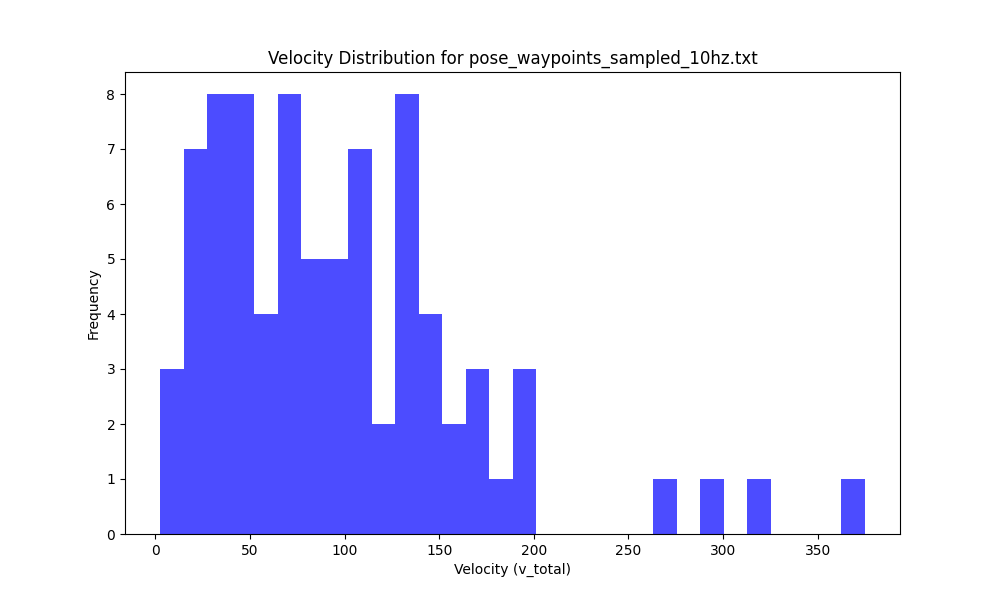 Velocity Distribution for pose_waypoints_sampled_10hz.txt
8
7
6
5
4
3
2
1
0
Frequency
0 50 100 150 200 250 300 350
Velocity (v_total)